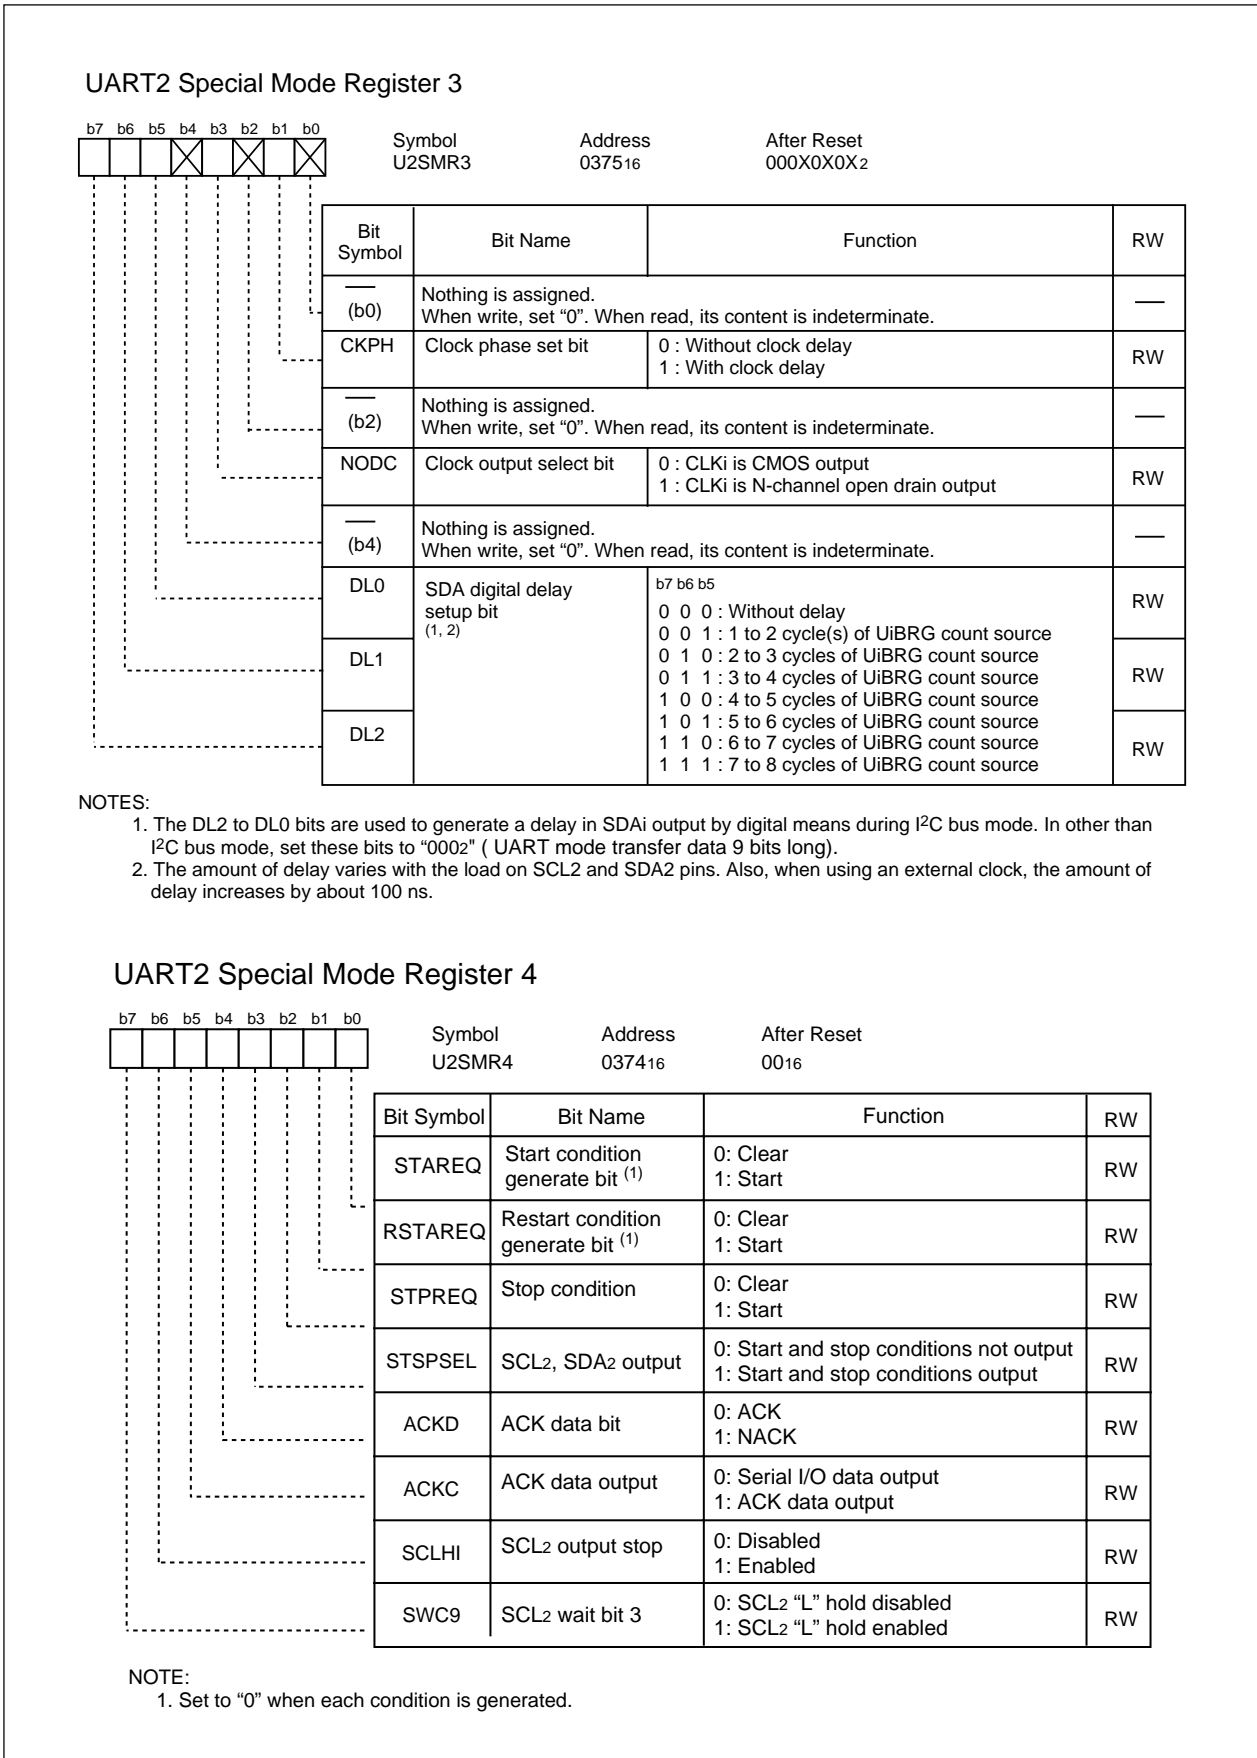 UART2 Special Mode Register 3
b7 b6 b5 b4 b3 b2 b1 b0
Symbol Address After Reset
U2SMR3 037516 000X0X0X2
Bit Symbol Bit Name Function RW
(b0) Nothing is assigned.
When write, set “0”. When read, its content is indeterminate.
CKPH Clock phase set bit 0 : Without clock delay
1 : With clock delay RW
(b2) Nothing is assigned.
When write, set “0”. When read, its content is indeterminate.
NODC Clock output select bit 0 : CLKi is CMOS output
1 : CLKi is N-channel open drain output RW
(b4) Nothing is assigned.
When write, set “0”. When read, its content is indeterminate.
DL0 SDA digital delay b7 b6 b5 RW
setup bit 0 0 0 : Without delay
(1, 2) 0 0 1 : 1 to 2 cycle(s) of UiBRG count source
DL1 0 1 0 : 2 to 3 cycles of UiBRG count source
0 1 1 : 3 to 4 cycles of UiBRG count source RW
1 0 0 : 4 to 5 cycles of UiBRG count source
DL2 1 0 1 : 5 to 6 cycles of UiBRG count source
1 1 0 : 6 to 7 cycles of UiBRG count source RW
1 1 1 : 7 to 8 cycles of UiBRG count source
NOTES:
1. The DL2 to DL0 bits are used to generate a delay in SDAi output by digital means during I2C bus mode. In other than
I2C bus mode, set these bits to “0002" ( UART mode transfer data 9 bits long).
2. The amount of delay varies with the load on SCL2 and SDA2 pins. Also, when using an external clock, the amount of
delay increases by about 100 ns.
UART2 Special Mode Register 4
b7 b6 b5 b4 b3 b2 b1 b0
Symbol Address After Reset
U2SMR4 037416 0016
Bit Symbol Bit Name Function RW
STAREQ Start condition 0: Clear RW
generate bit (1) 1: Start
RSTAREQ Restart condition 0: Clear RW
generate bit (1) 1: Start
STPREQ Stop condition 0: Clear RW
1: Start
STSPSEL SCL2, SDA2 output 0: Start and stop conditions not output RW
1: Start and stop conditions output
ACKD ACK data bit 0: ACK RW
1: NACK
ACKC ACK data output 0: Serial I/O data output RW
1: ACK data output
SCLHI SCL2 output stop 0: Disabled RW
1: Enabled
SWC9 SCL2 wait bit 3 0: SCL2 “L” hold disabled RW
1: SCL2 “L” hold enabled
NOTE:
1. Set to “0” when each condition is generated.